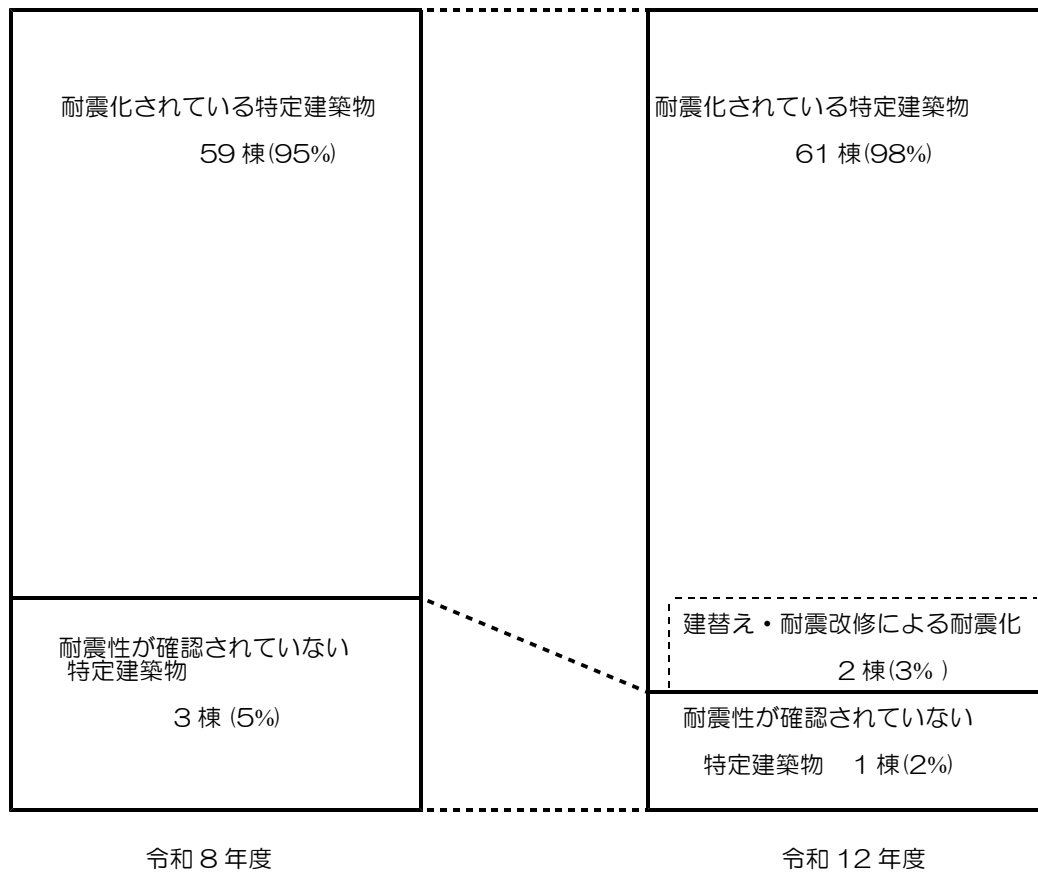 耐震化されている特定建築物
59 棟(95%)
耐震性が確認されていない
特定建築物
3 棟 (5%)
令和 8 年度
耐震化されている特定建築物
61 棟(98%)
建替え・耐震改修による耐震化
2 棟(3% )
耐震性が確認されていない
特定建築物 1 棟(2%)
令和 12 年度